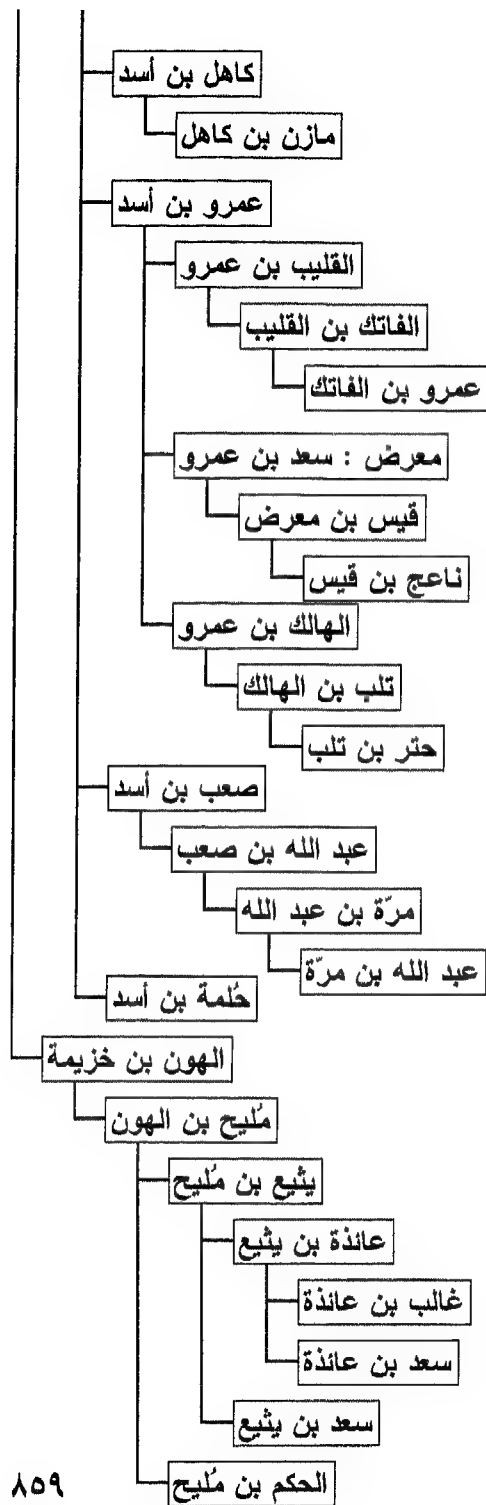 كاهل بن أسد
مازن بن كاهل
عمرو بن أسد
القليب بن عمرو
الفاتك بن القليب
عمرو بن الفاتك
معرض : سعد بن عمرو
قيس بن معرض
ناعج بن قيس
الهالك بن عمرو
تلب بن الهالك
حتر بن تلب
صعب بن أسد
عبد الله بن صعب
مرّة بن عبد الله
عبد الله بن مرّة
حُلمة بن أسد
الهون بن خزيمة
مُليح بن الهون
يثيع بن مُليح
عائذة بن يثيع
غالب بن عائذة
سعد بن عائذة
سعد بن يثيع
الحكم بن مُليح
٨٥٩